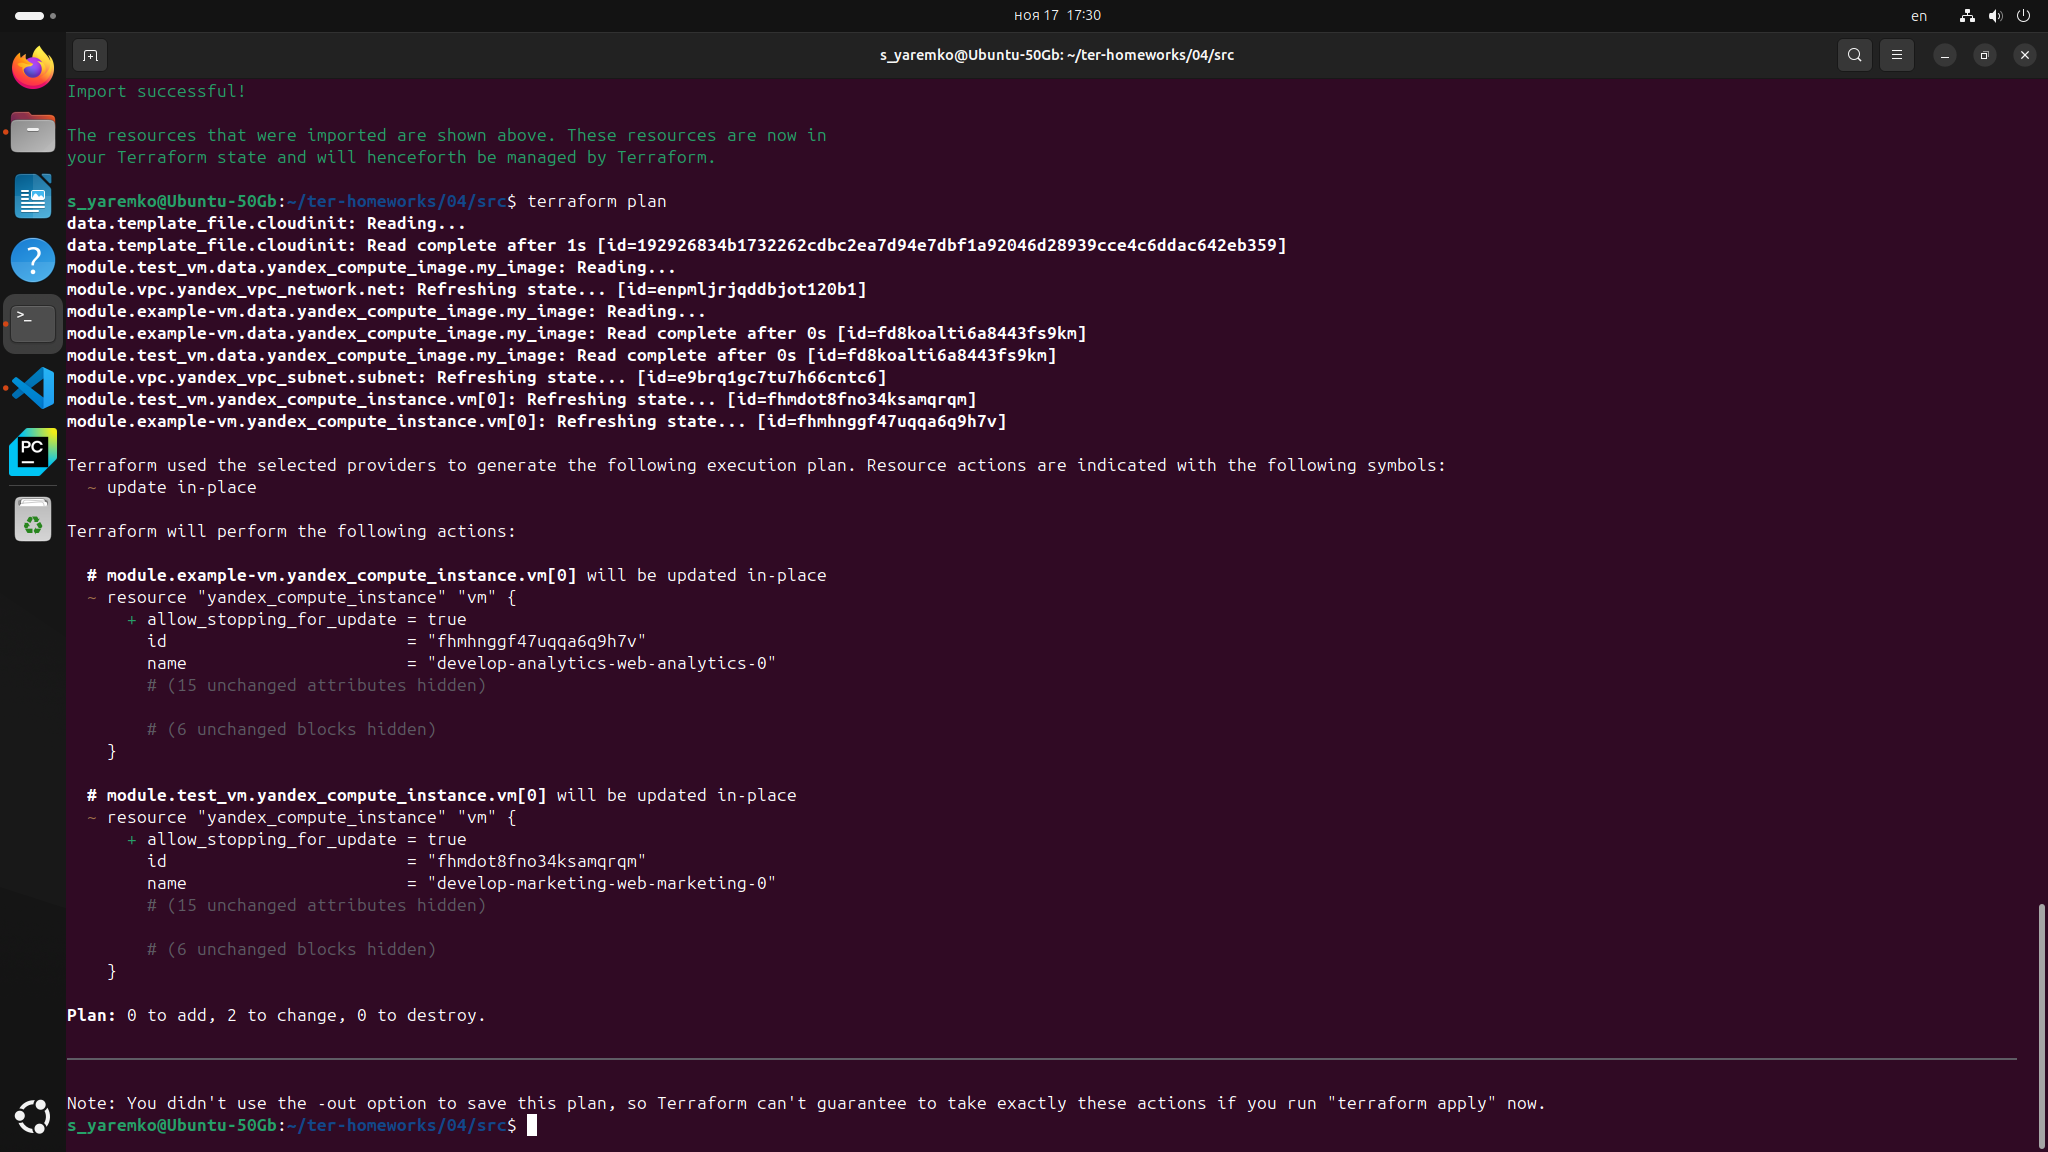 ноя 17 17:30
en
s_yaremko@Ubuntu-50Gb: ~/ter-homeworks/04/src
Import successful!
The resources that were imported are shown above. These resources are now in
your Terraform state and will henceforth be managed by Terraform.
s_yaremko@Ubuntu-50Gb:~/ter-homeworks/04/src$ terraform plan
data.template_file.cloudinit: Reading...
data.template_file.cloudinit: Read complete after 1s [id=192926834b1732262cdbc2ea7d94e7dbf1a92046d28939cce4c6ddac642eb359]
module.test_vm.data.yandex_compute_image.my_image: Reading...
module.vpc.yandex_vpc_network.net: Refreshing state... [id=enpmljrjqddbjot120b1]
module.example-vm.data.yandex_compute_image.my_image: Reading...
module.example-vm.data.yandex_compute_image.my_image: Read complete after 0s [id=fd8koalti6a8443fs9km]
module.test_vm.data.yandex_compute_image.my_image: Read complete after 0s [id=fd8koalti6a8443fs9km]
module.vpc.yandex_vpc_subnet.subnet: Refreshing state... [id=e9brq1gc7tu7h66cntc6]
module.test_vm.yandex_compute_instance.vm[0]: Refreshing state... [id=fhmdot8fno34ksamqrqm]
module.example-vm.yandex_compute_instance.vm[0]: Refreshing state... [id=fhmhnggf47uqqa6q9h7v]
Terraform used the selected providers to generate the following execution plan. Resource actions are indicated with the following symbols:
  ~ update in-place
Terraform will perform the following actions:
  # module.example-vm.yandex_compute_instance.vm[0] will be updated in-place
  ~ resource "yandex_compute_instance" "vm" {
      + allow_stopping_for_update = true
        id                        = "fhmhnggf47uqqa6q9h7v"
        name                      = "develop-analytics-web-analytics-0"
        # (15 unchanged attributes hidden)
        # (6 unchanged blocks hidden)
    }
  # module.test_vm.yandex_compute_instance.vm[0] will be updated in-place
  ~ resource "yandex_compute_instance" "vm" {
      + allow_stopping_for_update = true
        id                        = "fhmdot8fno34ksamqrqm"
        name                      = "develop-marketing-web-marketing-0"
        # (15 unchanged attributes hidden)
        # (6 unchanged blocks hidden)
    }
Plan: 0 to add, 2 to change, 0 to destroy.
Note: You didn't use the -out option to save this plan, so Terraform can't guarantee to take exactly these actions if you run "terraform apply" now.
s_yaremko@Ubuntu-50Gb:~/ter-homeworks/04/src$
>_
PC